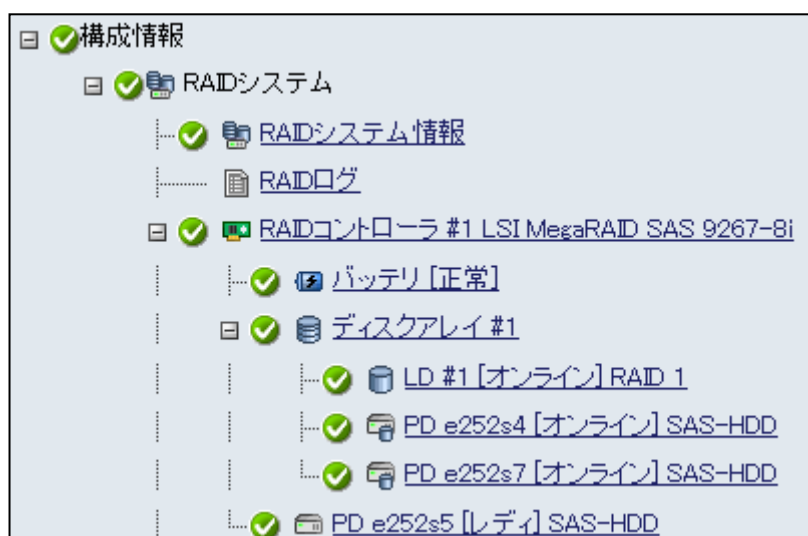 構成情報
RAIDシステム
RAIDシステム情報
RAIDログ
RAIDコントローラ #1 LSI MegaRAID SAS 9267-8i
バッテリ [正常]
ディスクアレイ #1
LD #1 [オンライン] RAID 1
PD e252s4 [オンライン] SAS-HDD
PD e252s7 [オンライン] SAS-HDD
PD e252s5 [レディ] SAS-HDD